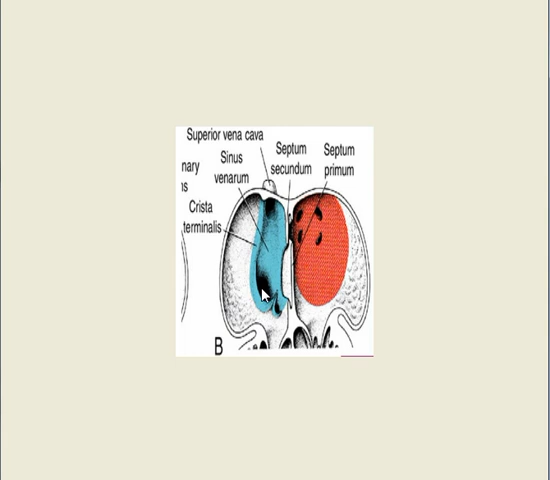 Superior vena cava
Sinus
venarum
Septum
secundum
Septum
primum
nary
Crista
terminalis
B